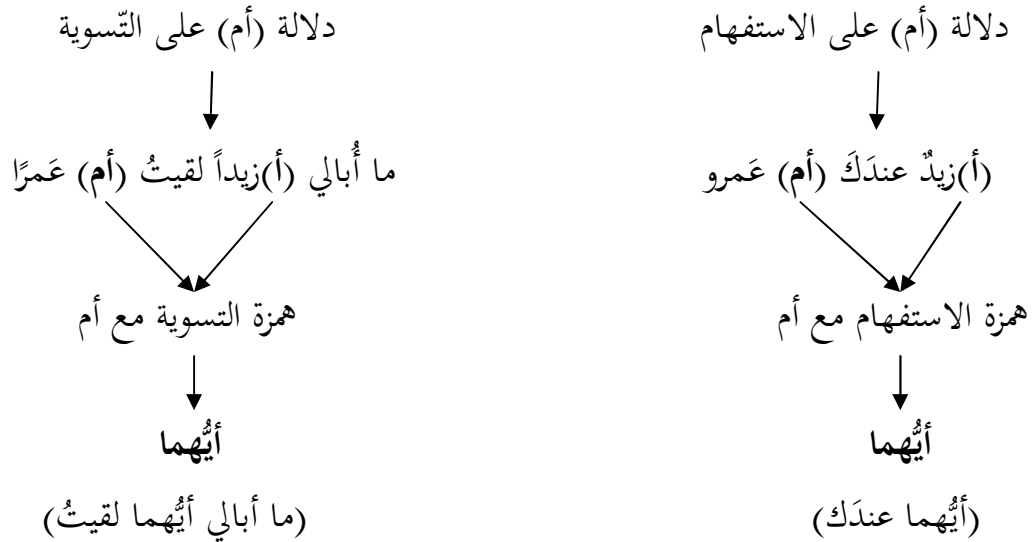 دلالة (أم) على الاستفهام
(أ)زيدٌ عندَكَ (أم) عَمرو
همزة الاستفهام مع أم
أيُّهما
(أيُّهما عندَك)
دلالة (أم) على التّسوية
ما أُبالي (أ)زيداً لقيتُ (أم) عَمرًا
همزة التسوية مع أم
أيُّهما
(ما أبالي أيُّهما لقيتُ)